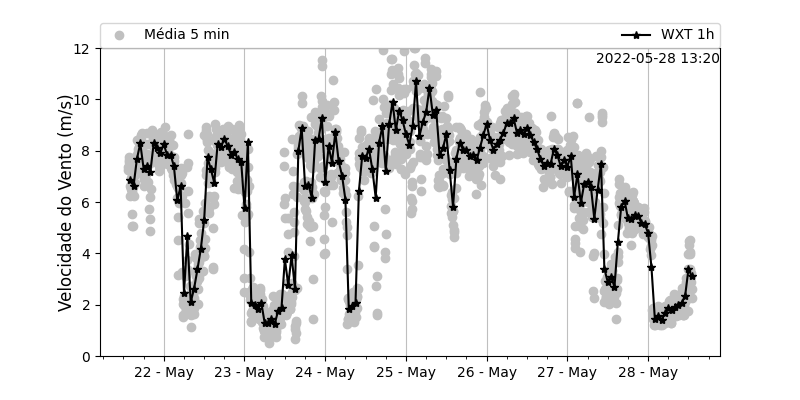 Média 5 min
WXT 1h
2022-05-28 13:20
Velocidade do Vento (m/s)
12
10
8
6
4
2
0
22 - May
23 - May
24 - May
25 - May
26 - May
27 - May
28 - May